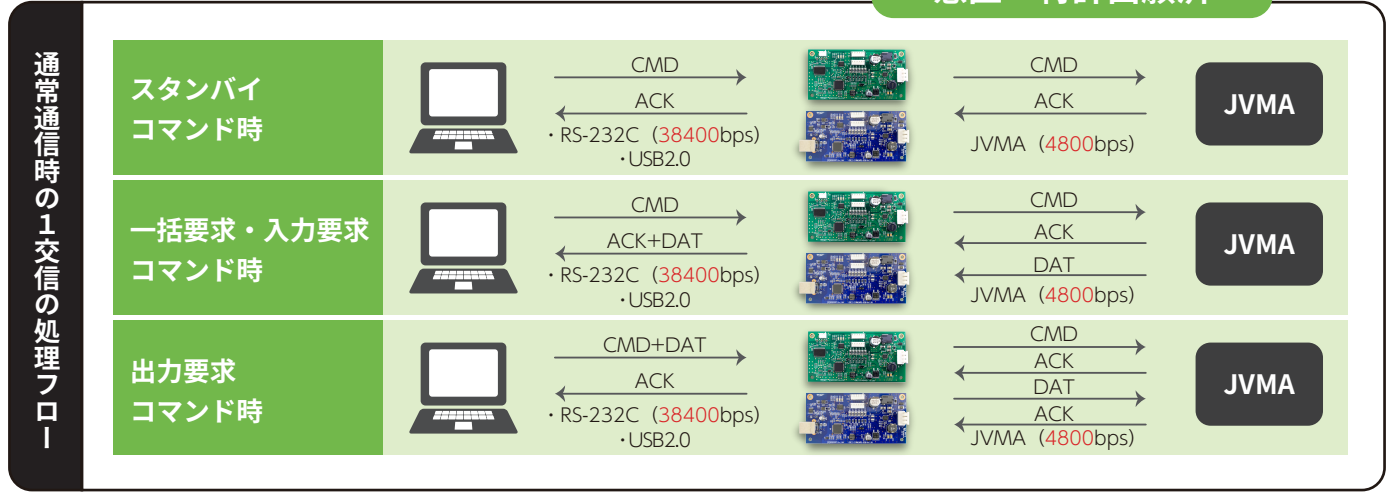 通常通信時の1交信の処理フロー
スタンバイ
コマンド時
CMD
ACK
・RS-232C (38400bps)
・USB2.0
CMD
ACK
JVMA (4800bps)
JVMA
一括要求・入力要求
コマンド時
CMD
ACK+DAT
・RS-232C (38400bps)
・USB2.0
CMD
ACK
DAT
JVMA (4800bps)
JVMA
出力要求
コマンド時
CMD+DAT
ACK
・RS-232C (38400bps)
・USB2.0
CMD
ACK
DAT
ACK
JVMA (4800bps)
JVMA